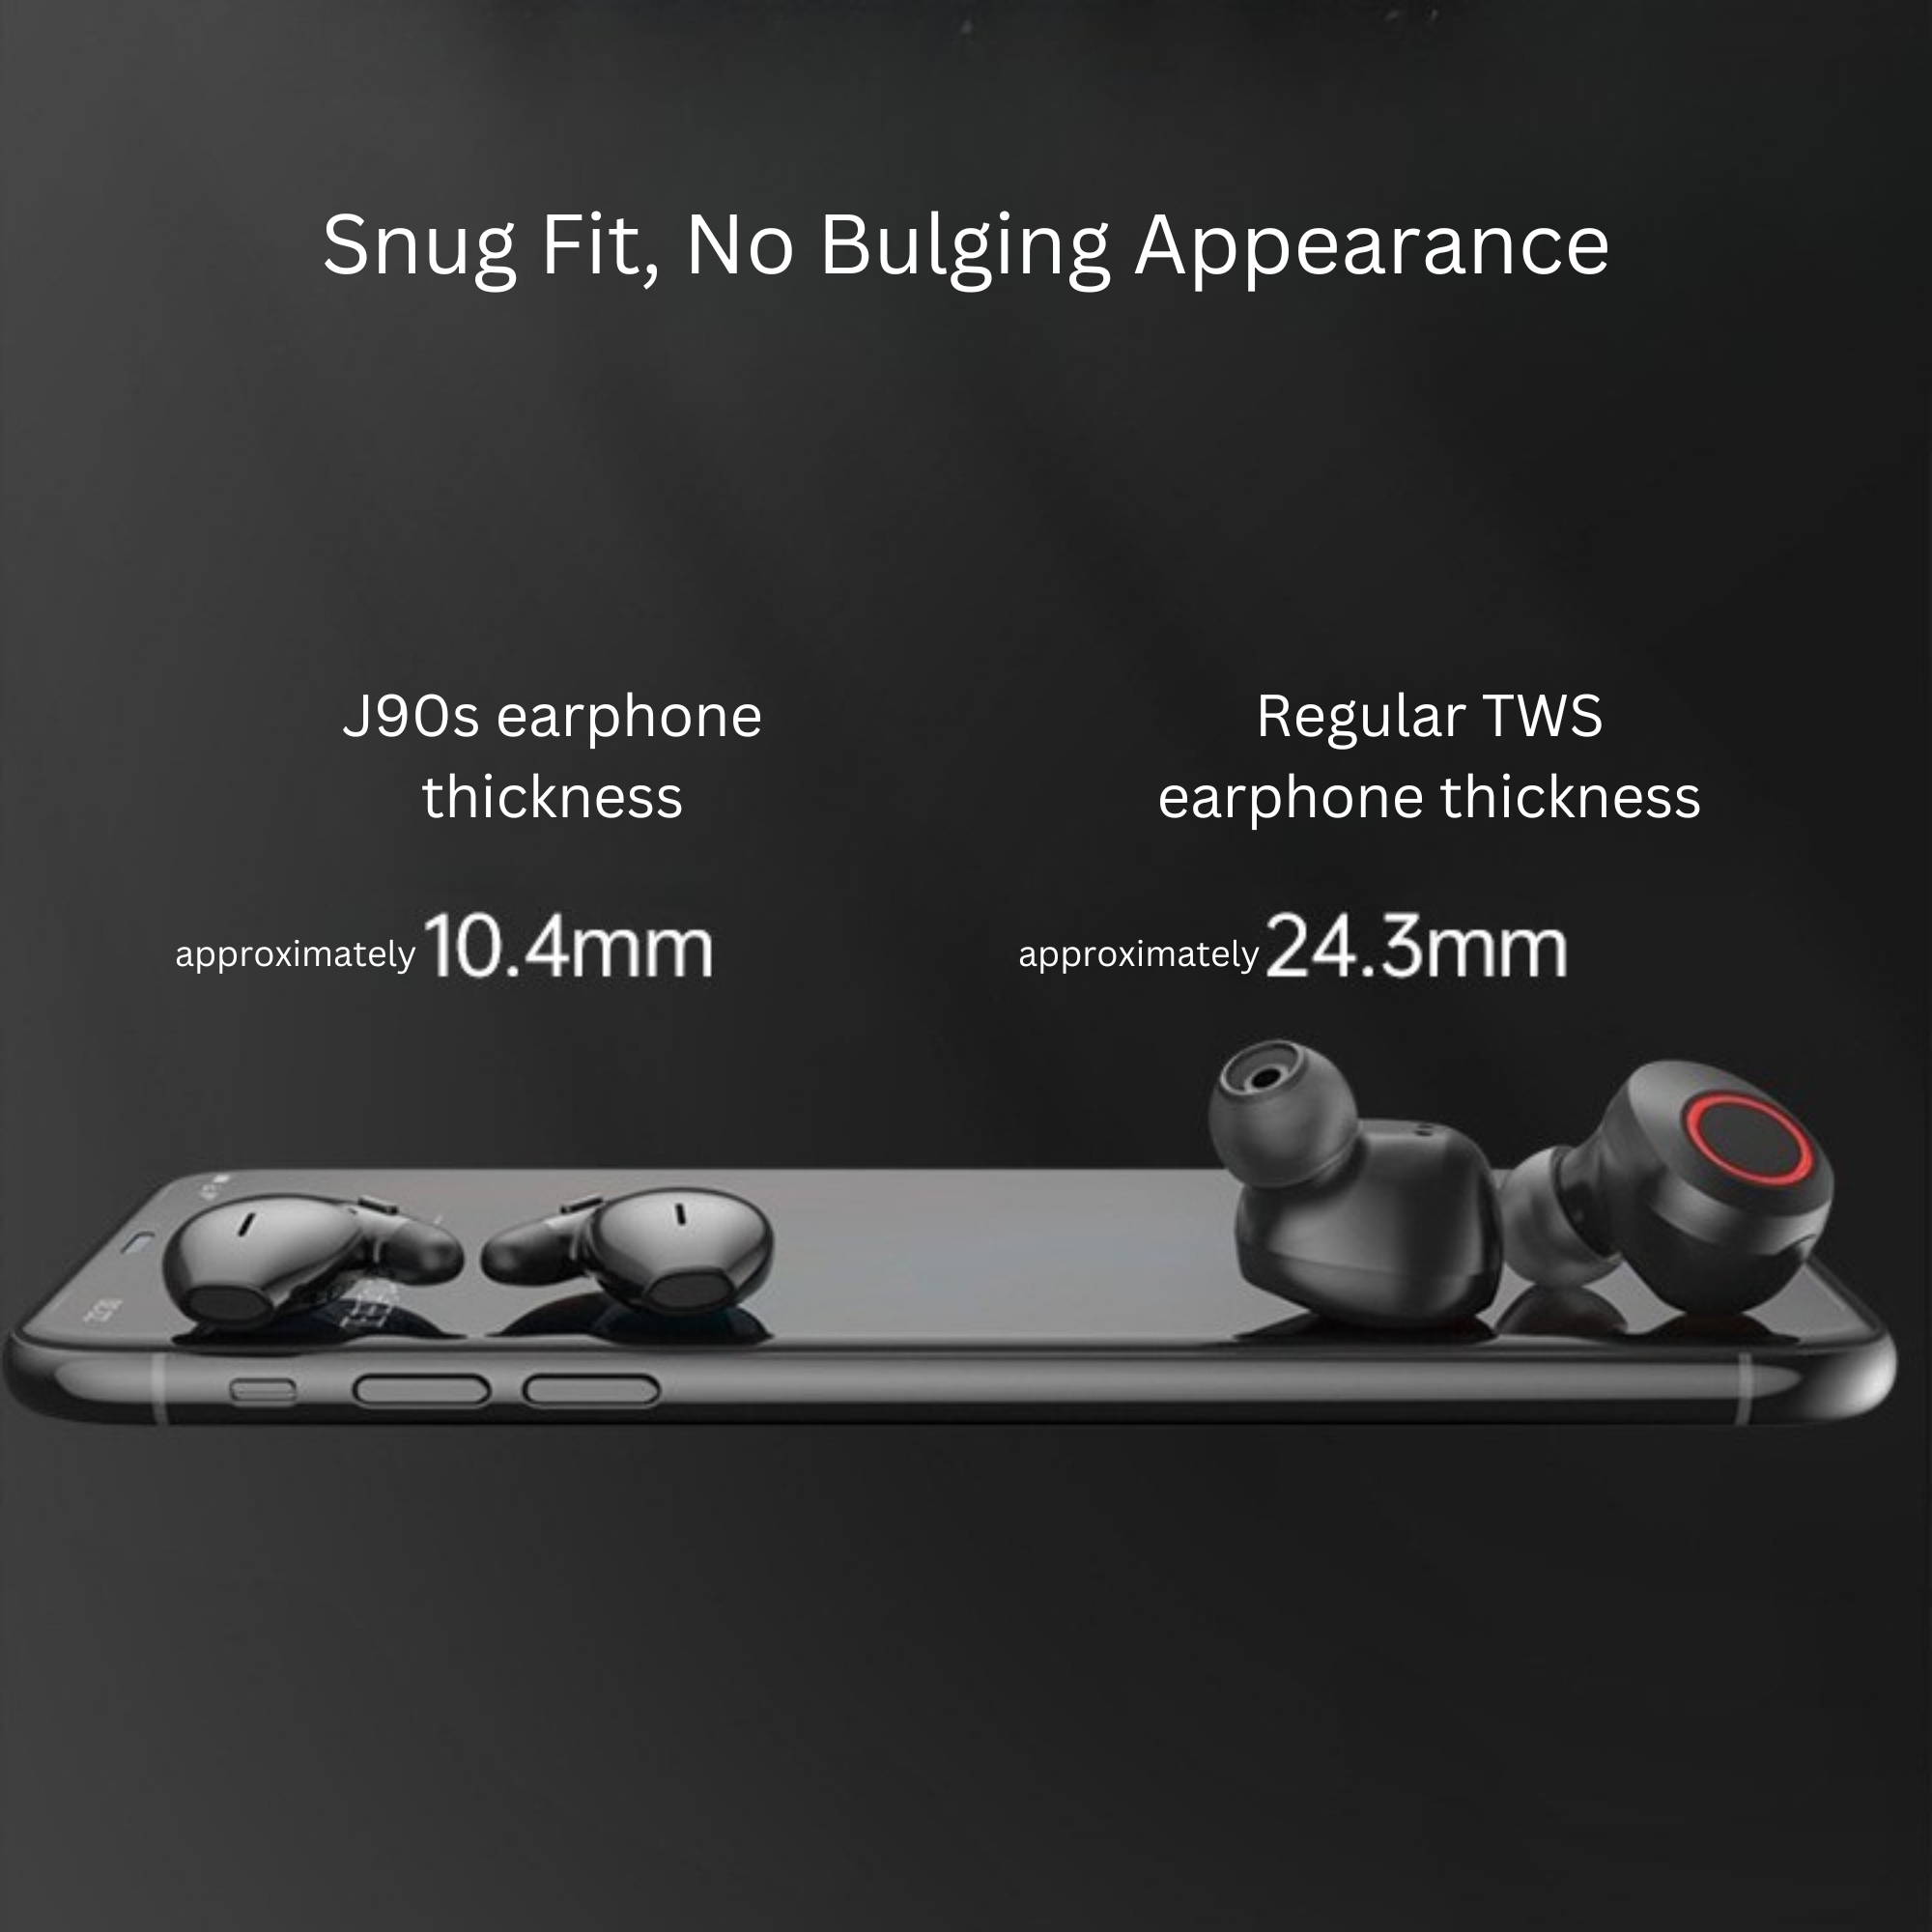 Snug Fit, No Bulging Appearance
J90s earphone
thickness
approximately 10.4mm
Regular TWS
earphone thickness
approximately 24.3mm